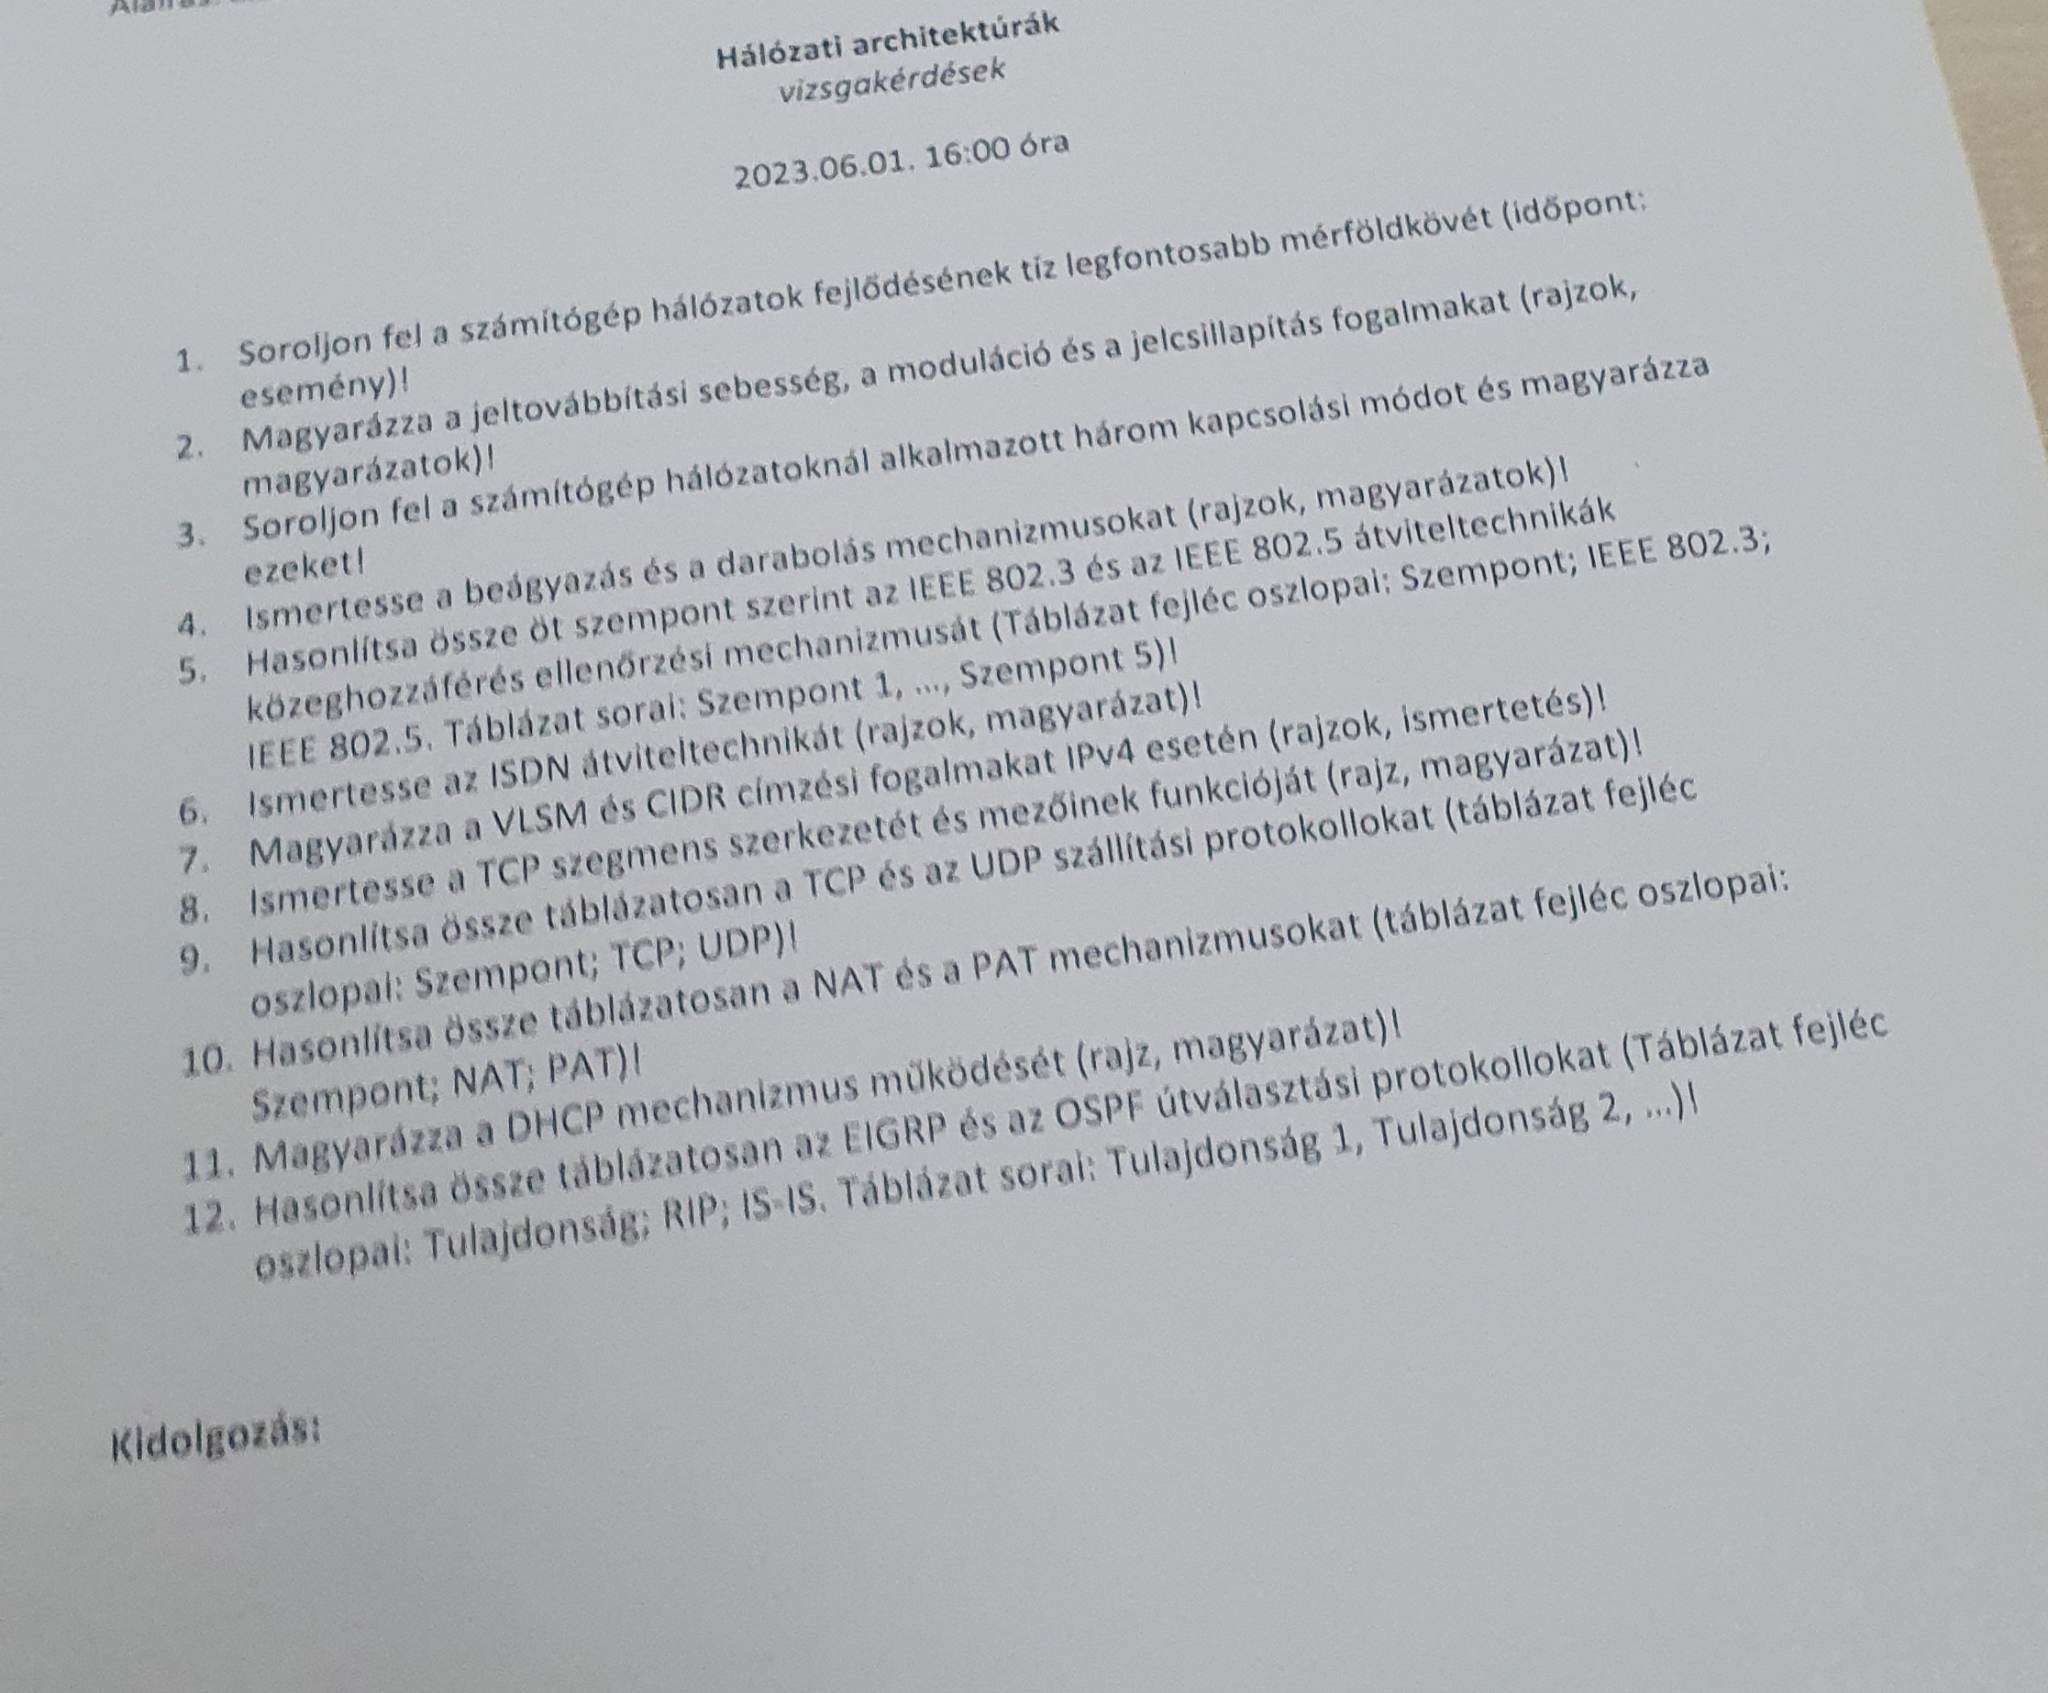 Hálózati architektúrák
vizsgakérdések
2023.06.01. 16:00 óra
1. Soroljon fel a számítógép hálózatok fejlődésének tíz legfontosabb mérföldkövét (időpont:
esemény)!
2. Magyarázza a jeltovábbítási sebesség, a moduláció és a jelcsillapítás fogalmakat (rajzok,
magyarázatok)!
3. Soroljon fel a számítógép hálózatoknál alkalmazott három kapcsolási módot és magyarázza
ezeket!
4. Ismertesse a beágyazás és a darabolás mechanizmusokat (rajzok, magyarázatok)!
5. Hasonlítsa össze öt szempont szerint az IEEE 802.3 és az IEEE 802.5 átviteltechnikák
közeghozzáférés ellenőrzési mechanizmusát (Táblázat fejléc oszlopai: Szempont; IEEE 802.3;
IEEE 802.5. Táblázat sorai: Szempont 1, ..., Szempont 5)!
6. Ismertesse az ISDN átviteltechnikát (rajzok, magyarázat)!
7. Magyarázza a VLSM és CIDR címzési fogalmakat IPv4 esetén (rajzok, ismertetés)!
8. Ismertesse a TCP szegmens szerkezetét és mezőinek funkcióját (rajz, magyarázat)!
9. Hasonlítsa össze táblázatosan a TCP és az UDP szállítási protokollokat (táblázat fejléc
oszlopai: Szempont; TCP; UDP)!
10. Hasonlítsa össze táblázatosan a NAT és a PAT mechanizmusokat (táblázat fejléc oszlopai:
Szempont; NAT; PAT)!
11. Magyarázza a DHCP mechanizmus működését (rajz, magyarázat)!
12. Hasonlítsa össze táblázatosan az EIGRP és az OSPF útválasztási protokollokat (Táblázat fejléc
oszlopai: Tulajdonság; RIP; IS-IS. Táblázat sorai: Tulajdonság 1, Tulajdonság 2, ...)!
Kidolgozás: